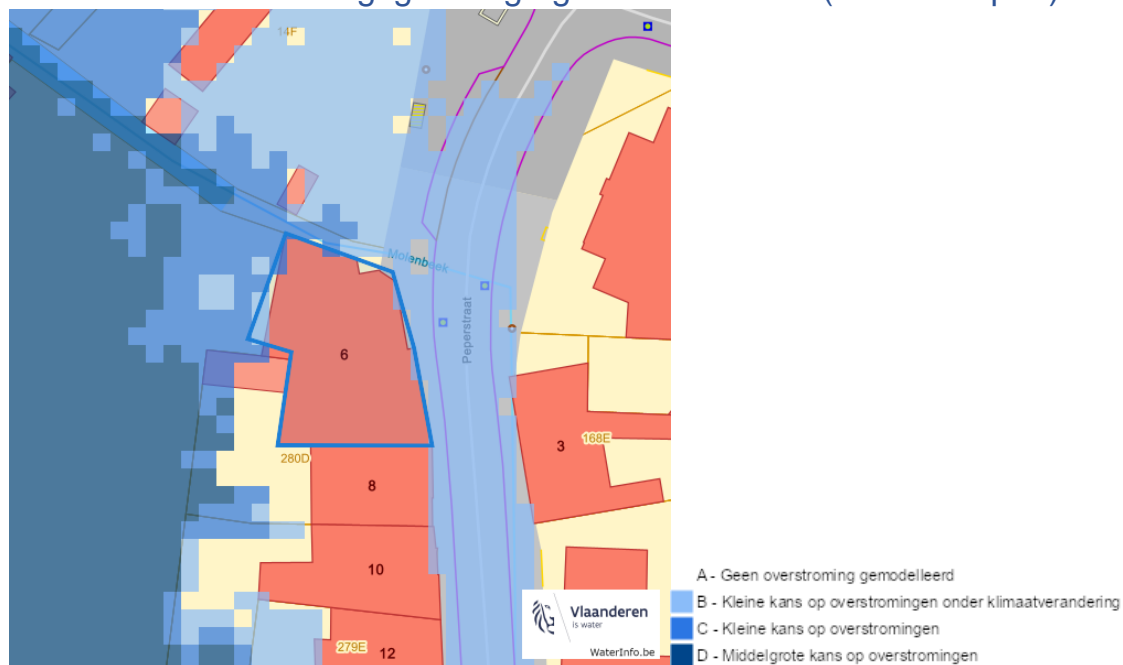 14F
Molenbeek
Peperstraat
6
3
168E
280D
8
10
279E
12
Vlaanderen
is water
WaterInfo.be
A - Geen overstroming gemodelleerd
B - Kleine kans op overstromingen onder klimaatverandering
C - Kleine kans op overstromingen
D - Middelgrote kans op overstromingen